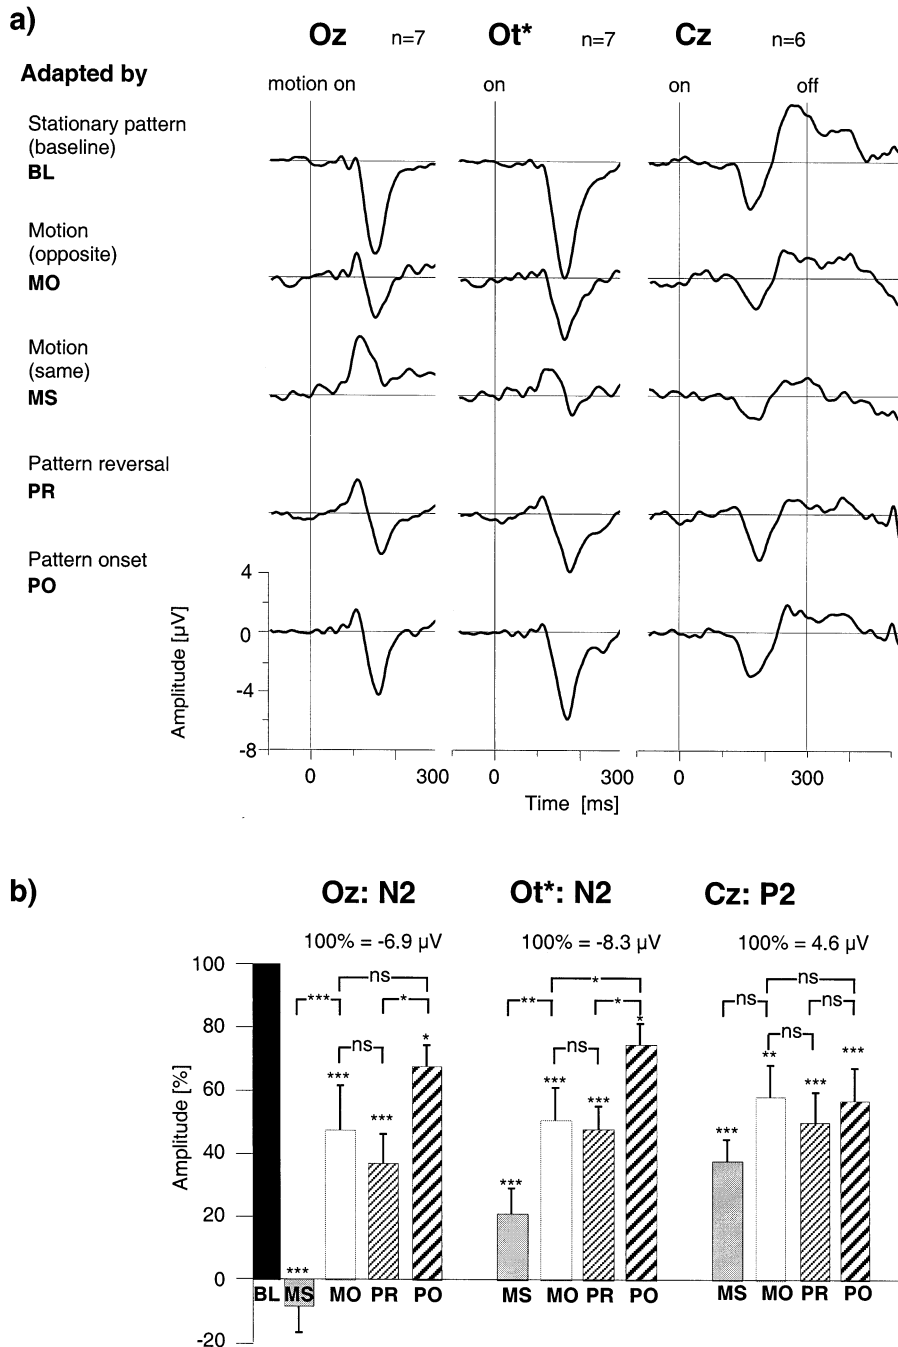 a)
Oz n=7 Ot* n=7 Cz n=6
Adapted by
motion on on on off
Stationary pattern
(baseline)
BL
Motion
(opposite)
MO
Motion
(same)
MS
Pattern reversal
PR
Pattern onset
PO
4
0
-4
-8
Amplitude [µV]
0 300 0 300 0 300
Time [ms]
b)
Oz: N2 Ot*: N2 Cz: P2
100% = -6.9 µV 100% = -8.3 µV 100% = 4.6 µV
100
80
60
40
20
0
-20
Amplitude [%]
ns * ns
*** * ** * ns ns
ns ns ns
* * ** ***
*** *** *** *** *** ***
*** ***
BL MS MO PR PO MS MO PR PO MS MO PR PO